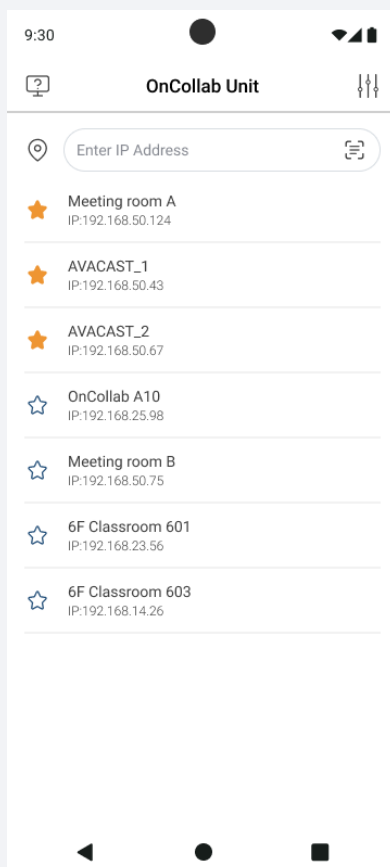 9:30
OnCollab Unit
Enter IP Address
Meeting room A
IP:192.168.50.124
AVACAST_1
IP:192.168.50.43
AVACAST_2
IP:192.168.50.67
OnCollab A10
IP:192.168.25.98
Meeting room B
IP:192.168.50.75
6F Classroom 601
IP:192.168.23.56
6F Classroom 603
IP:192.168.14.26